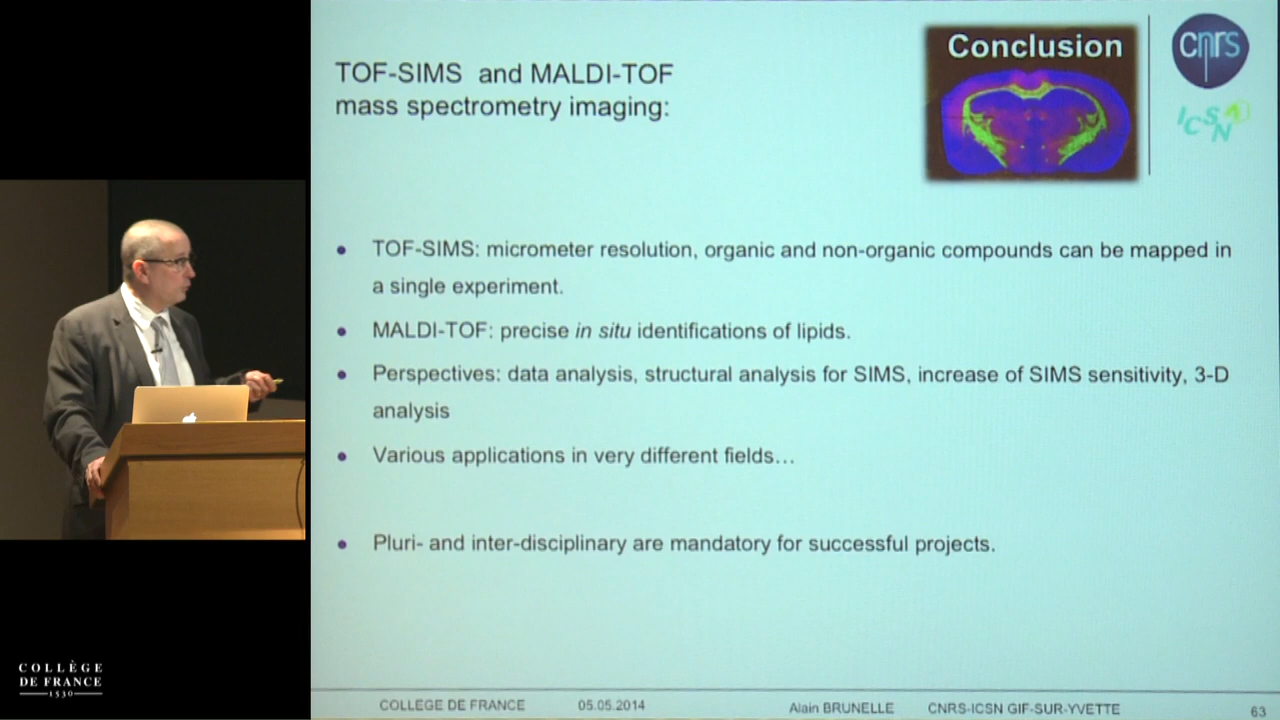 Conclusion
cnrs
ICSN
TOF-SIMS and MALDI-TOF
mass spectrometry imaging:
• TOF-SIMS: micrometer resolution, organic and non-organic compounds can be mapped in
a single experiment.
• MALDI-TOF: precise in situ identifications of lipids.
• Perspectives: data analysis, structural analysis for SIMS, increase of SIMS sensitivity, 3-D
analysis
• Various applications in very different fields…
• Pluri- and inter-disciplinary are mandatory for successful projects.
COLLÈGE
DE FRANCE
1530
COLLEGE DE FRANCE 05.05.2014 Alain BRUNELLE CNRS-ICSN GIF-SUR-YVETTE 63